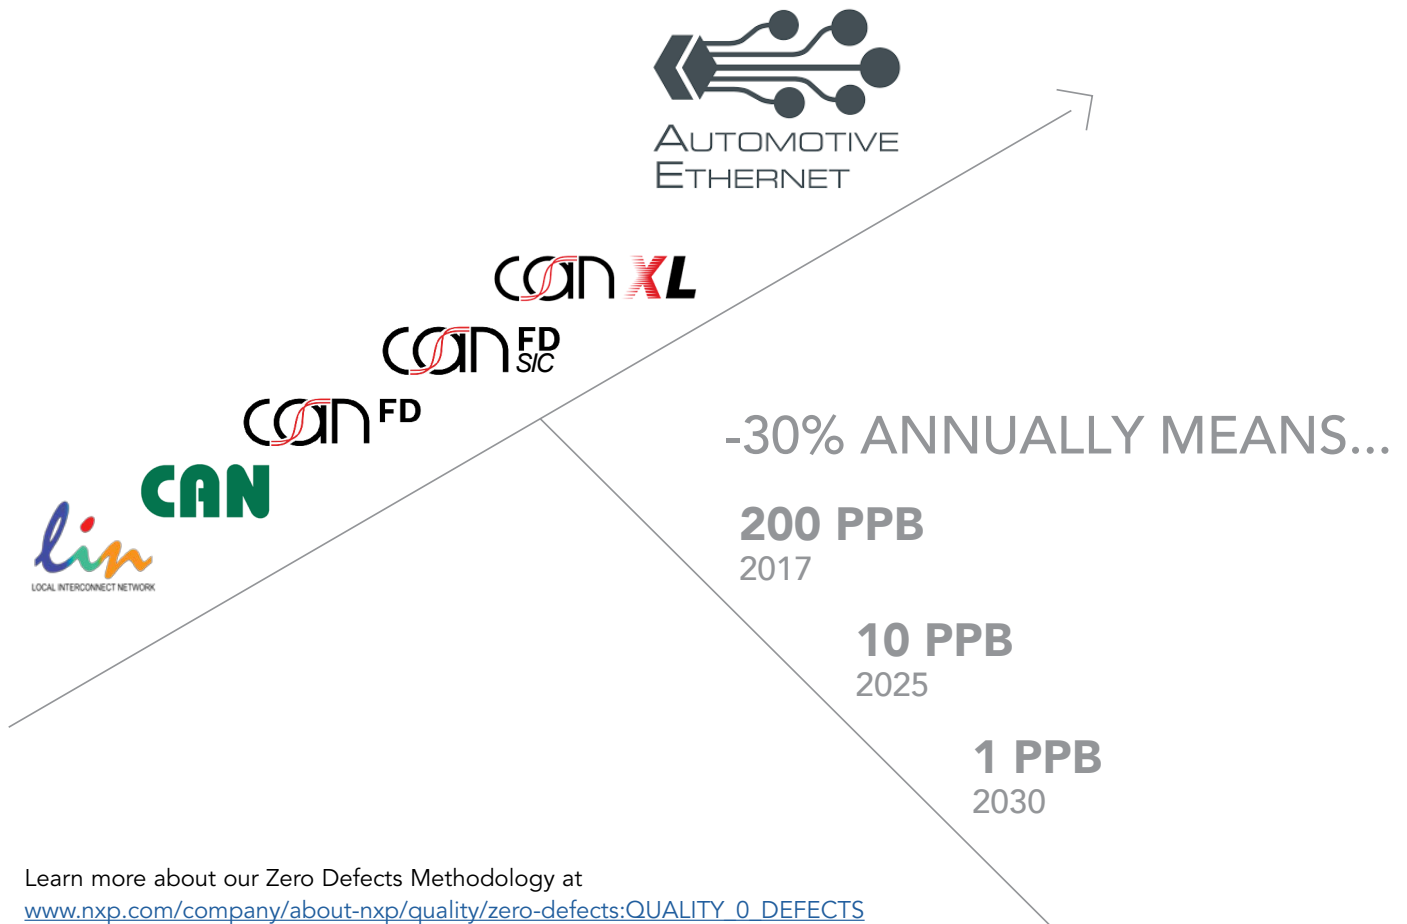 AUTOMOTIVE
ETHERNET
can XL
can FD
SIC
can FD
CAN
lin
LOCAL INTERCONNECT NETWORK
-30% ANNUALLY MEANS...
200 PPB
2017
10 PPB
2025
1 PPB
2030
Learn more about our Zero Defects Methodology at
www.nxp.com/company/about-nxp/quality/zero-defects:QUALITY_0_DEFECTS